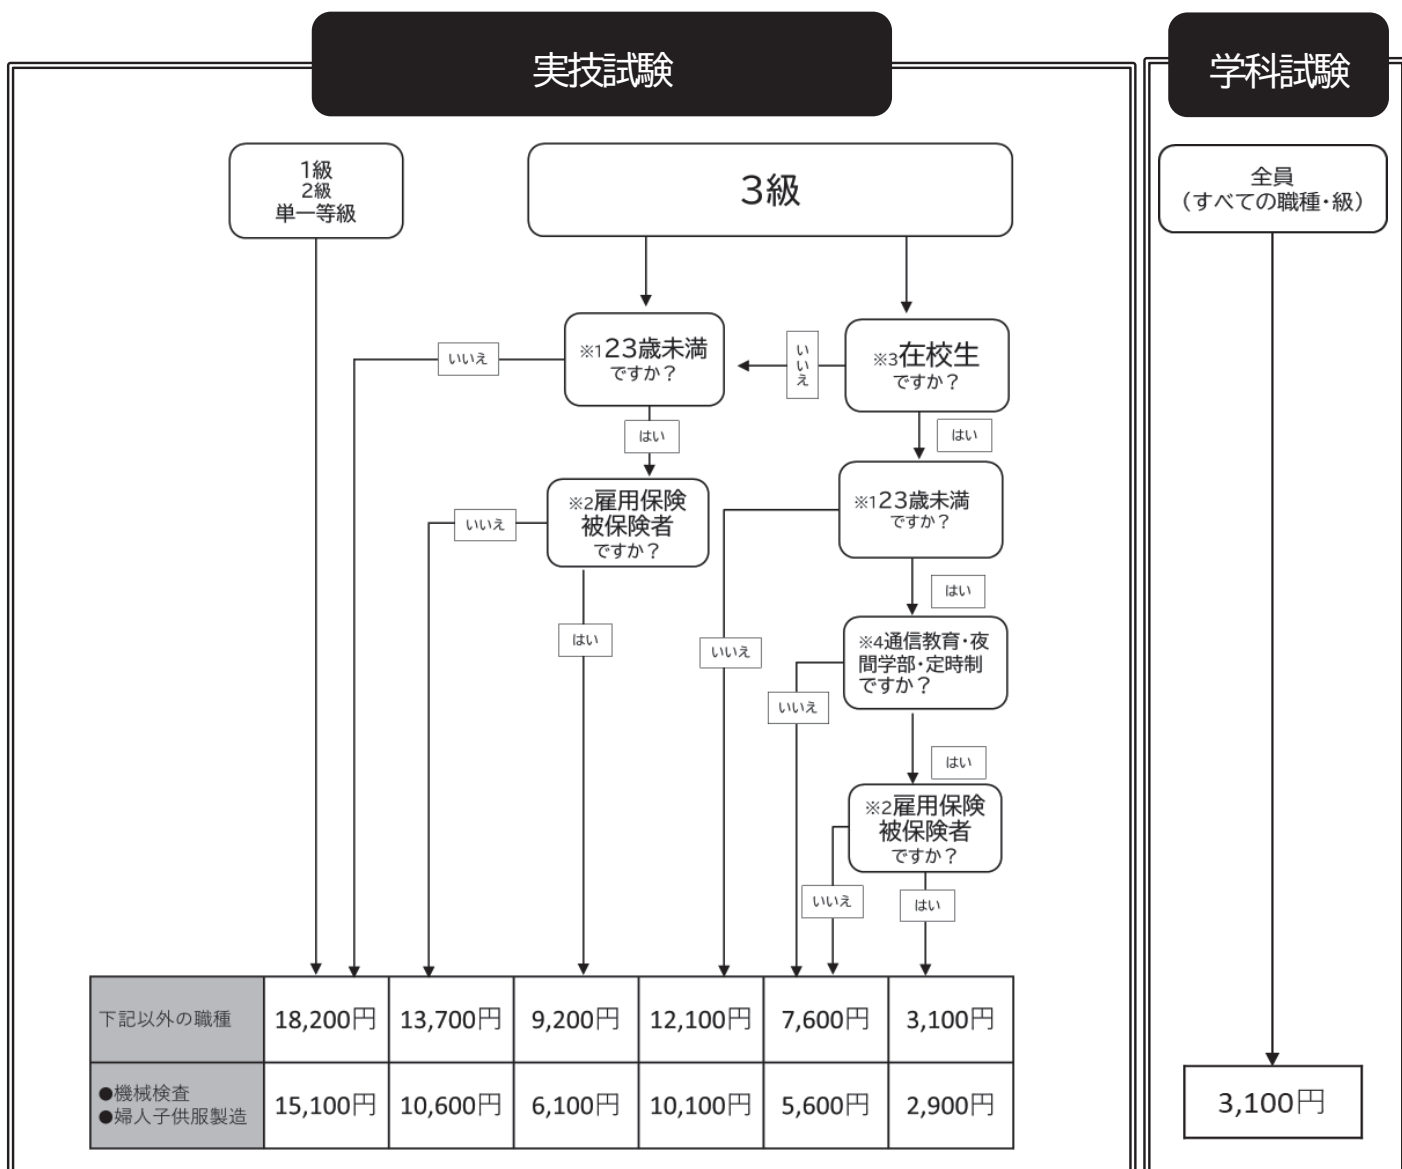 実技試験
学科試験
1級
2級
単一等級
3級
全員
（すべての職種・級）
※123歳未満
ですか？
いいえ
はい
いいえ
※3在校生
ですか？
はい
※2雇用保険
被保険者
ですか？
いいえ
はい
※123歳未満
ですか？
いいえ
はい
※4通信教育・夜
間学部・定時制
ですか？
いいえ
はい
※2雇用保険
被保険者
ですか？
いいえ
はい
下記以外の職種
18,200円
13,700円
9,200円
12,100円
7,600円
3,100円
●機械検査
●婦人子供服製造
15,100円
10,600円
6,100円
10,100円
5,600円
2,900円
3,100円